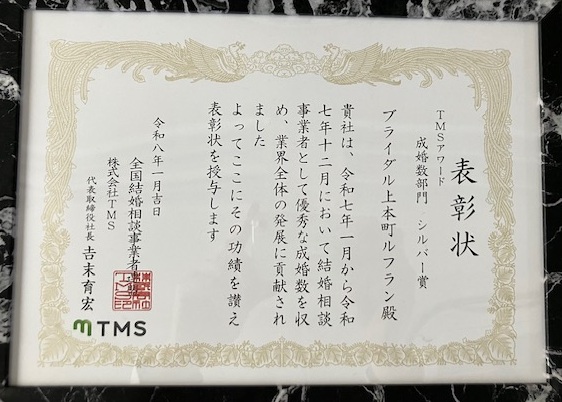 表彰状
TMSアワード
成婚数部門 シルバー賞
ブライダル上本町ルフラン殿
貴社は、令和七年一月から令和
七年十二月において結婚相談
事業者として優秀な成婚数を収
め、業界全体の発展に貢献され
ました
よってここにその功績を讃え
表彰状を授与します
令和八年一月吉日
全国結婚相談事業者連盟
株式会社TMS
代表取締役社長 吉末育宏
TMS